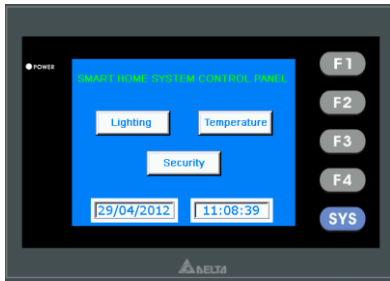 POWER
SMART HOME SYSTEM CONTROL PANEL
Lighting
Temperature
Security
29/04/2012
11:08:39
F1
F2
F3
F4
SYS
DELTA